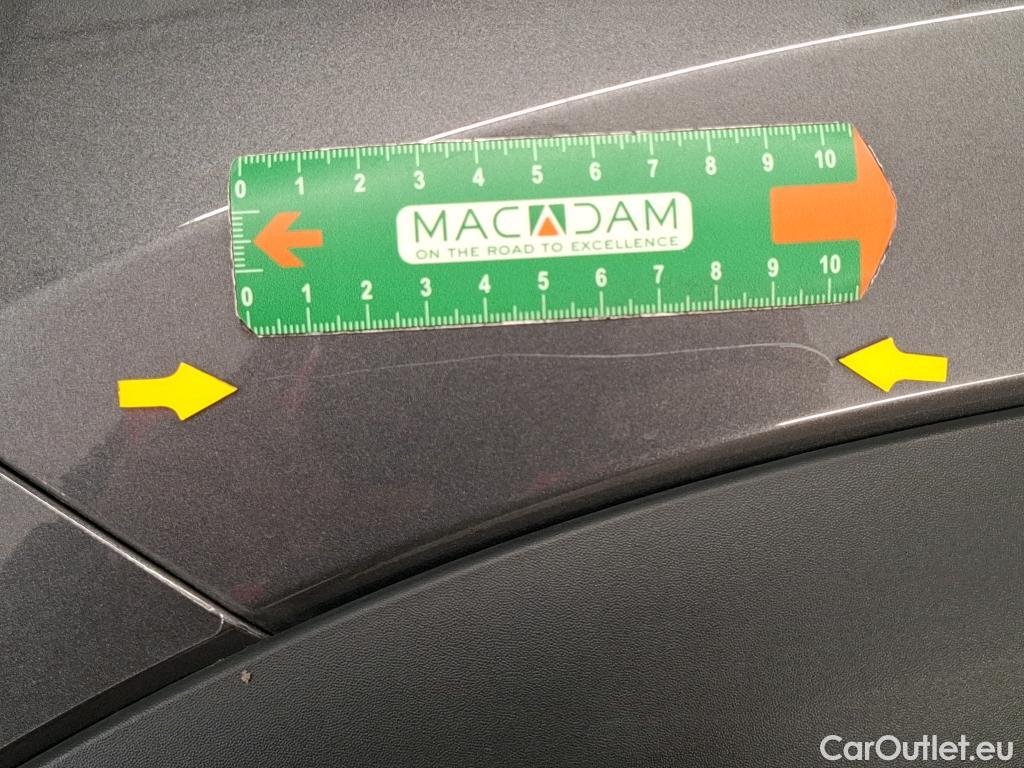 0 1 2 3 4 5 6 7 8 9 10
MACADAM
ON THE ROAD TO EXCELLENCE
0 1 2 3 4 5 6 7 8 9 10
CarOutlet.eu